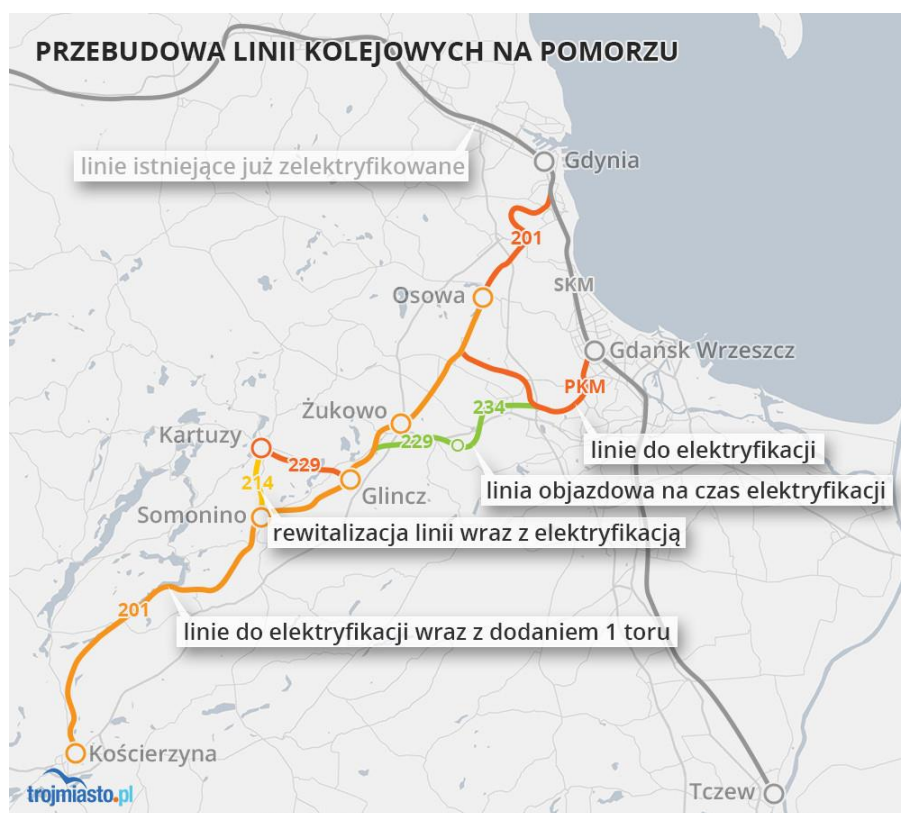 PRZEBUDOWA LINII KOLEJOWYCH NA POMORZU
linie istniejące już zelektryfikowane
Gdynia
201
SKM
Osowa
Gdańsk Wrzeszcz
PKM
Żukowo
234
Kartuzy
229
229
linie do elektryfikacji
214
Glincz
linia objazdowa na czas elektryfikacji
Somonino
rewitalizacja linii wraz z elektryfikacją
201
linie do elektryfikacji wraz z dodaniem 1 toru
Kościerzyna
trojmiasto.pl
Tczew